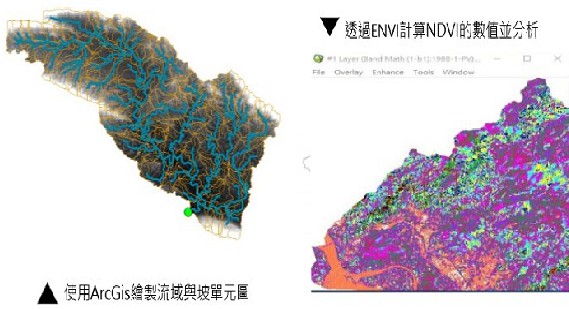 ▼ 透過ENVI計算NDVI的數值並分析
#1 Layer (Band Math (1-b1):1988-1-Px)...
File Overlay Enhance Tools Window
▲ 使用ArcGis繪製流域與坡單元圖